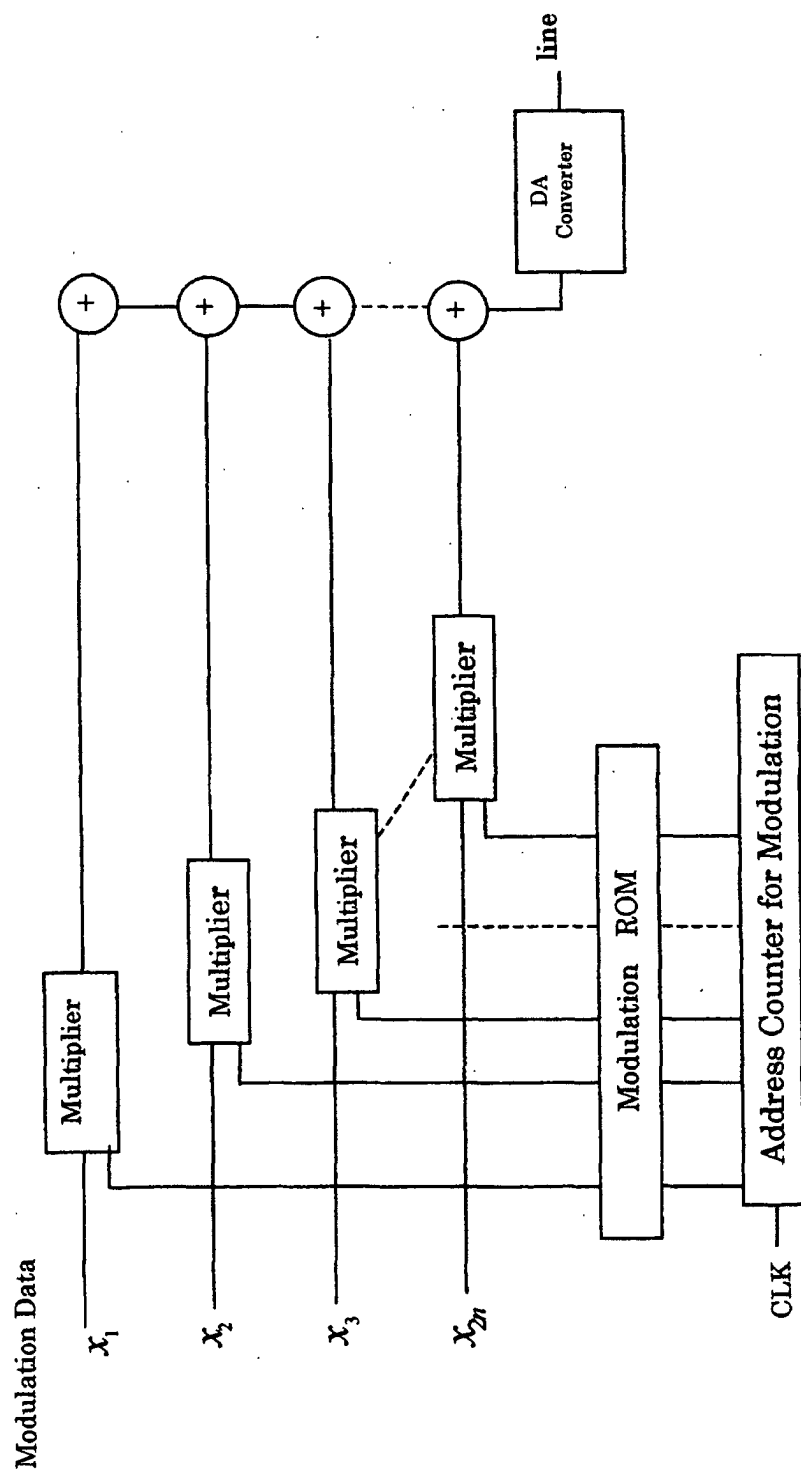 Modulation Data
x₁
Multiplier
+
x₂
Multiplier
+
x₃
Multiplier
+
x₂ₙ
Multiplier
+
DA
Converter
line
Modulation ROM
CLK
Address Counter for Modulation